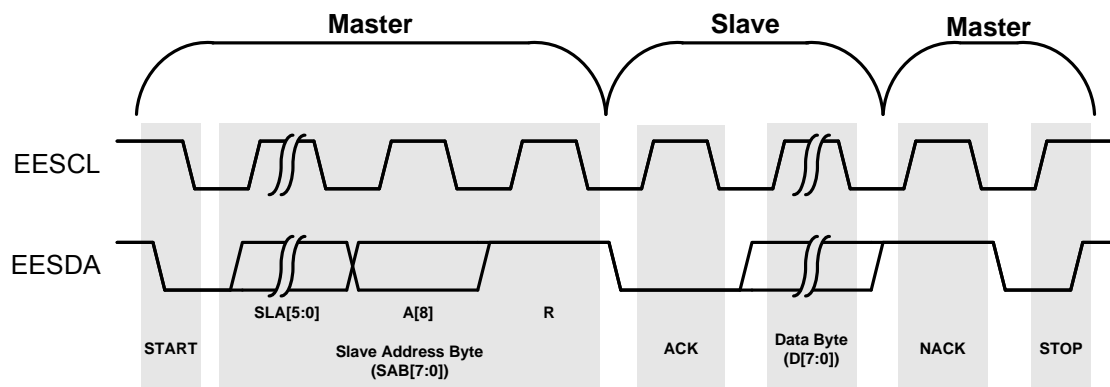 Master
Slave
Master
EESCL
EESDA
SLA[5:0]
A[8]
R
START
Slave Address Byte
(SAB[7:0])
ACK
Data Byte
(D[7:0])
NACK
STOP